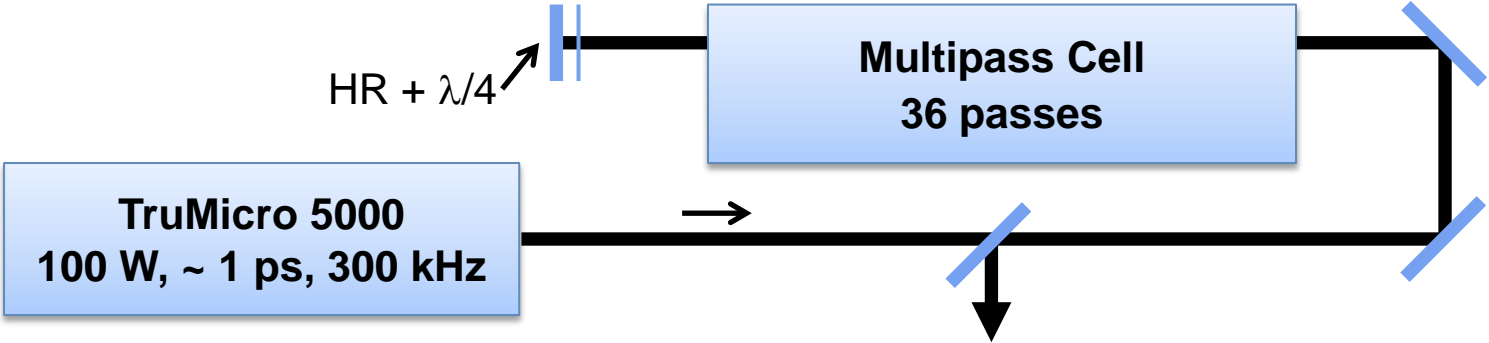 Multipass Cell
36 passes
HR + λ/4
TruMicro 5000
100 W, ~ 1 ps, 300 kHz